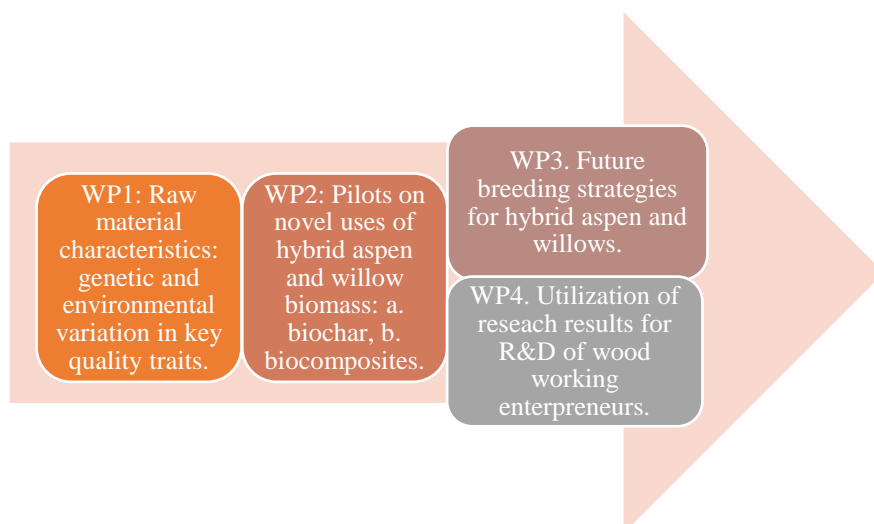 WP1: Raw
material
characteristics:
genetic and
environmental
variation in key
quality traits.
WP2: Pilots on
novel uses of
hybrid aspen
and willow
biomass: a.
biochar, b.
biocomposites.
WP3. Future
breeding strategies
for hybrid aspen and
willows.
WP4. Utilization of
reseach results for
R&D of wood
working
enterpreneurs.